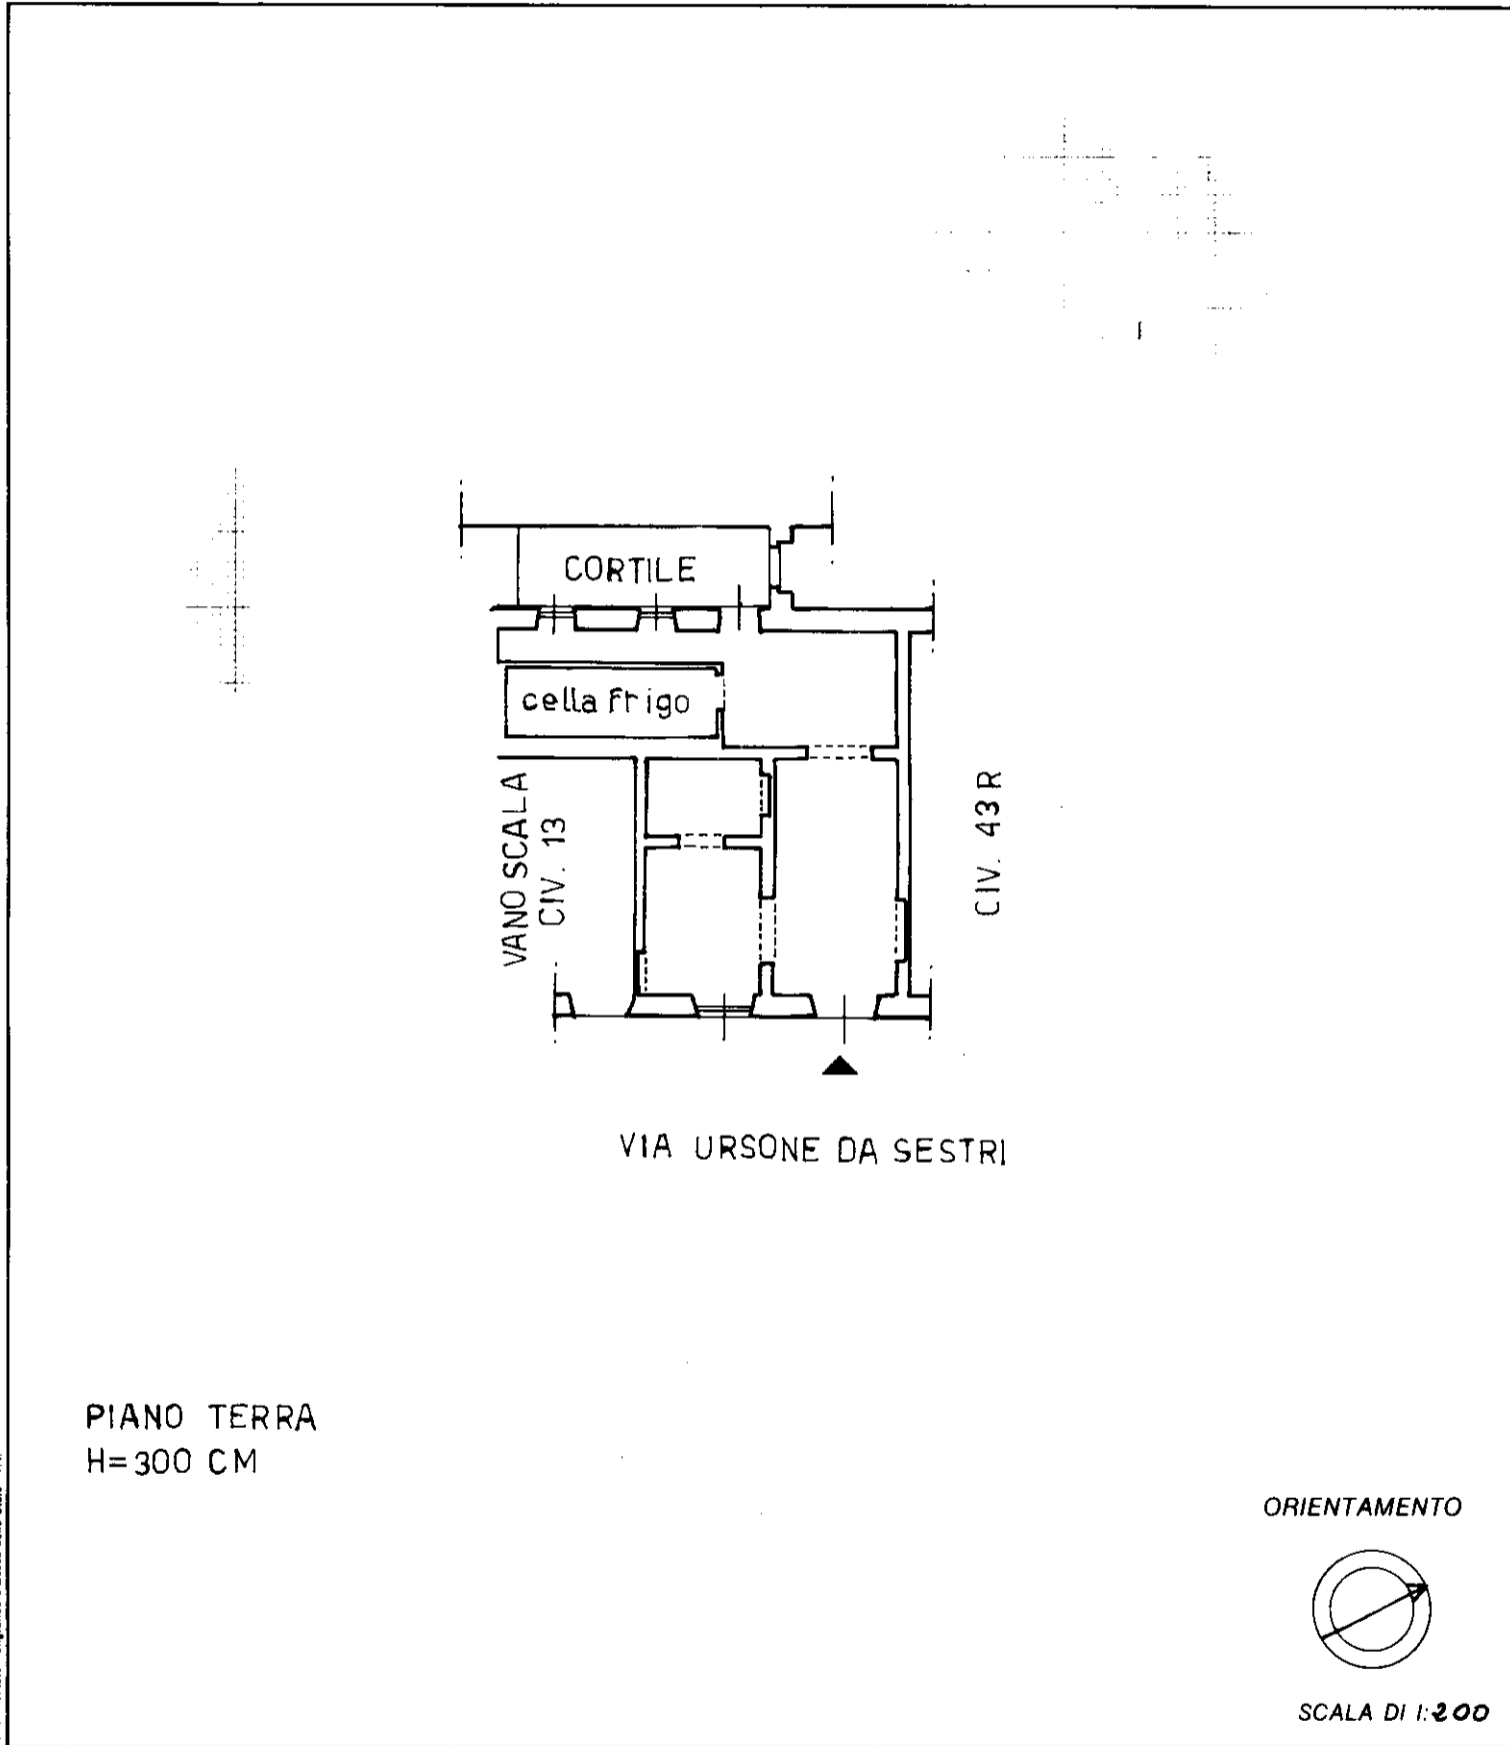 CORTILE
cella frigo
VANO SCALA
CIV. 13
CIV. 43R
VIA URSONE DA SESTRI
PIANO TERRA
H=300 CM
ORIENTAMENTO
SCALA DI 1:200